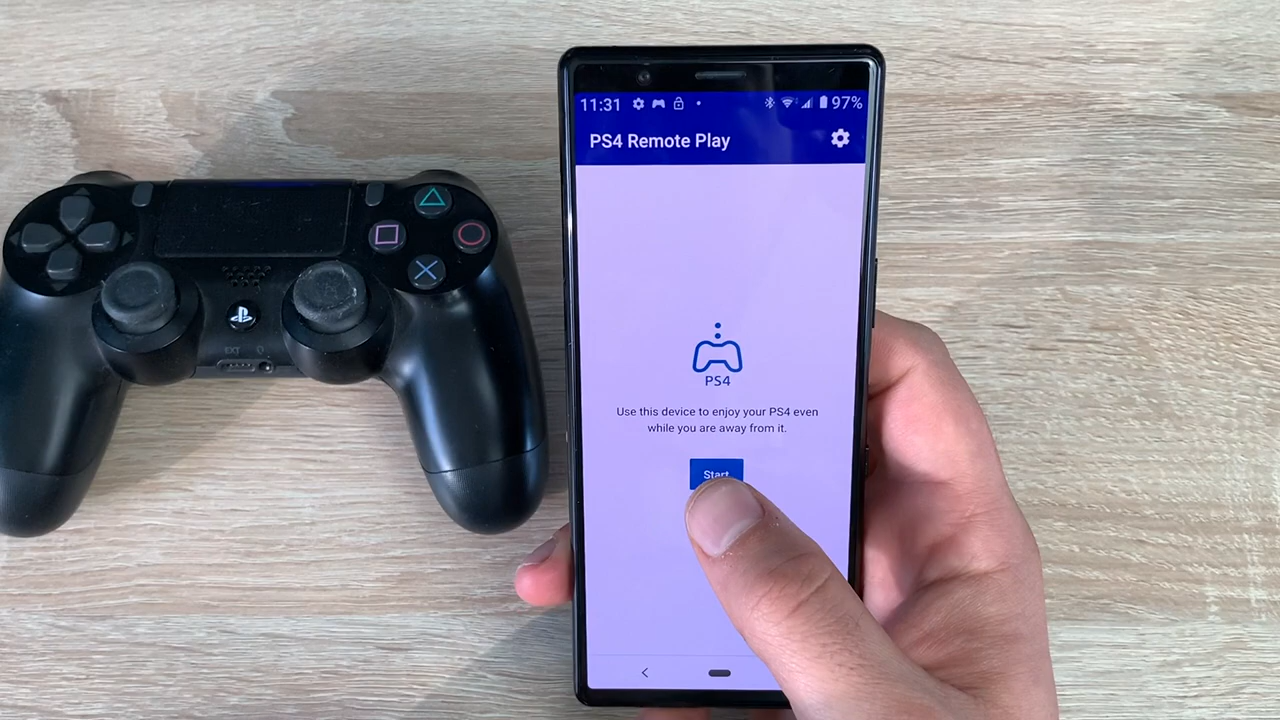 11:31
97%
PS4 Remote Play
PS4
Use this device to enjoy your PS4 even
while you are away from it.
Start